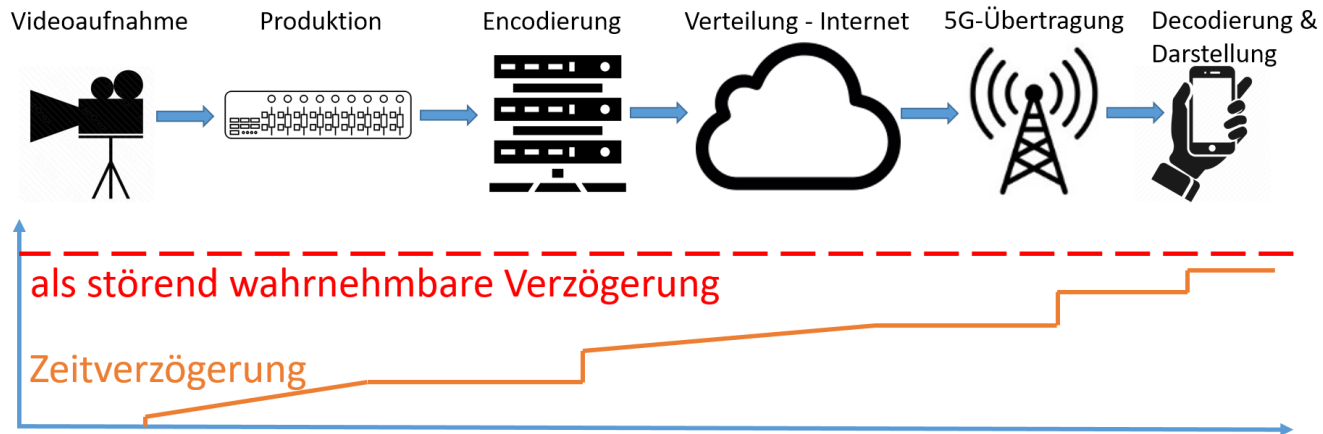 Videoaufnahme
Produktion
Encodierung
Verteilung - Internet
5G-Übertragung
Decodierung &
Darstellung
als störend wahrnehmbare Verzögerung
Zeitverzögerung